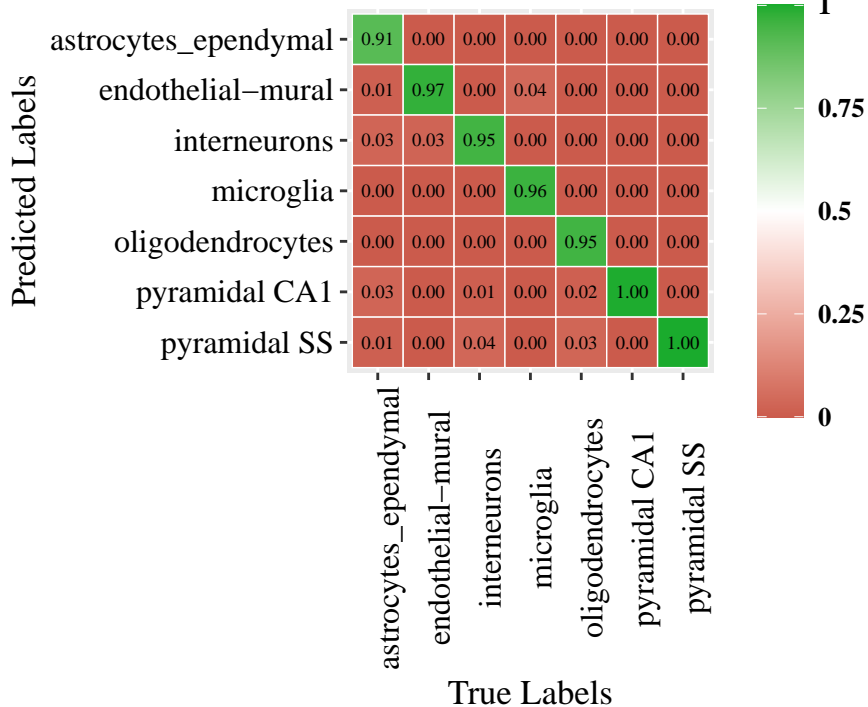 Predicted Labels
astrocytes_ependymal 0.91 0.00 0.00 0.00 0.00 0.00 0.00
endothelial−mural 0.01 0.97 0.00 0.04 0.00 0.00 0.00
interneurons 0.03 0.03 0.95 0.00 0.00 0.00 0.00
microglia 0.00 0.00 0.00 0.96 0.00 0.00 0.00
oligodendrocytes 0.00 0.00 0.00 0.00 0.95 0.00 0.00
pyramidal CA1 0.03 0.00 0.01 0.00 0.02 1.00 0.00
pyramidal SS 0.01 0.00 0.04 0.00 0.03 0.00 1.00
astrocytes_ependymal
endothelial−mural
interneurons
microglia
oligodendrocytes
pyramidal CA1
pyramidal SS
True Labels
1
0.75
0.5
0.25
0